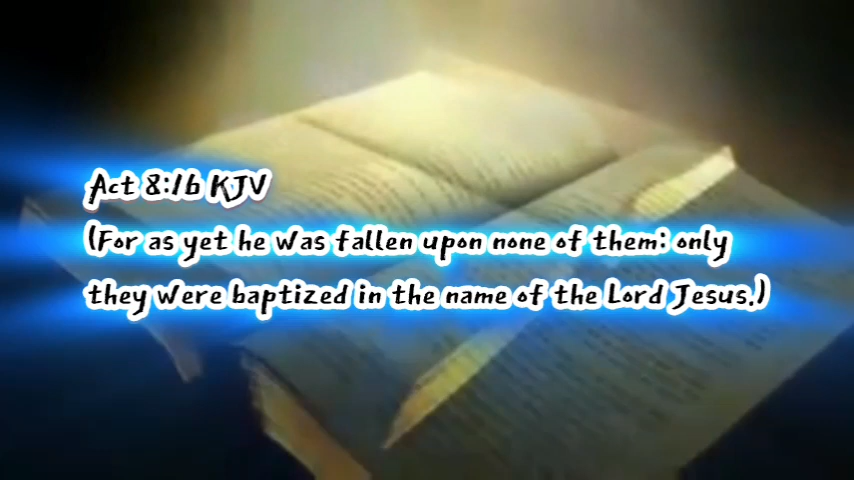 Act 8:16 KJV
(For as yet he was fallen upon none of them: only
they were baptized in the name of the Lord Jesus.)